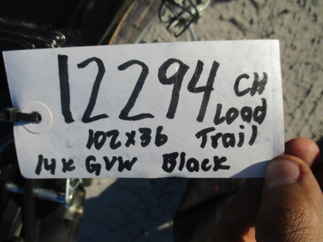 12294 CH
Load
102x36 Trail
14K GVW Black